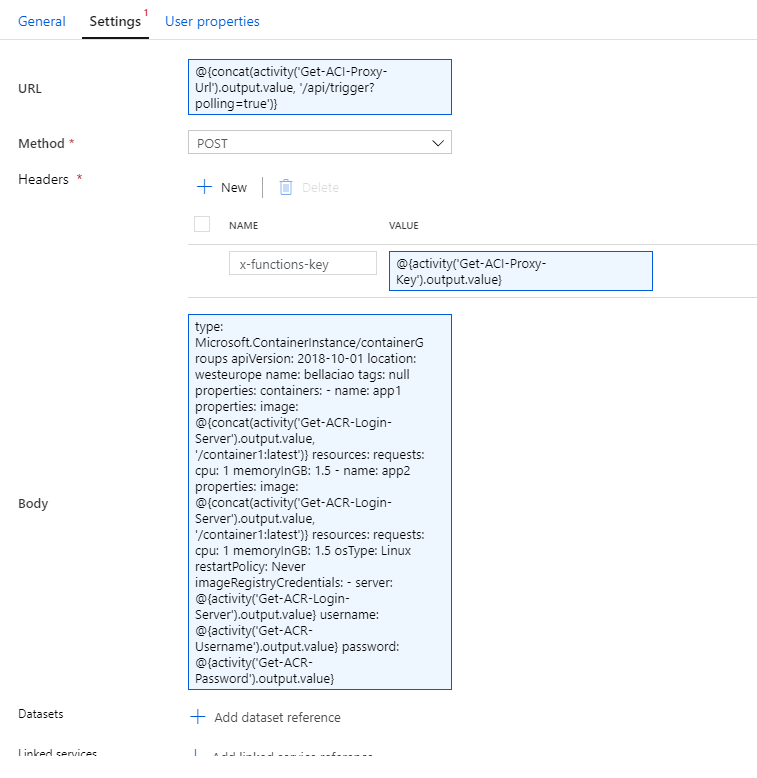 General Settings 1 User properties
URL
@{concat(activity('Get-ACI-Proxy-
Url').output.value, '/api/trigger?
polling=true')}
Method *
POST
Headers *
New
Delete
NAME VALUE
x-functions-key
@{activity('Get-ACI-Proxy-
Key').output.value}
Body
type:
Microsoft.ContainerInstance/containerG
roups apiVersion: 2018-10-01 location:
westeurope name: bellaciao tags: null
properties: containers: - name: app1
properties: image:
@{concat(activity('Get-ACR-Login-
Server').output.value,
'/container1:latest')} resources: requests:
cpu: 1 memoryInGB: 1.5 - name: app2
properties: image:
@{concat(activity('Get-ACR-Login-
Server').output.value,
'/container1:latest')} resources: requests:
cpu: 1 memoryInGB: 1.5 osType: Linux
restartPolicy: Never
imageRegistryCredentials: - server:
@{activity('Get-ACR-Login-
Server').output.value} username:
@{activity('Get-ACR-
Username').output.value} password:
@{activity('Get-ACR-
Password').output.value}
Datasets
Add dataset reference
Linked services
Add linked service reference